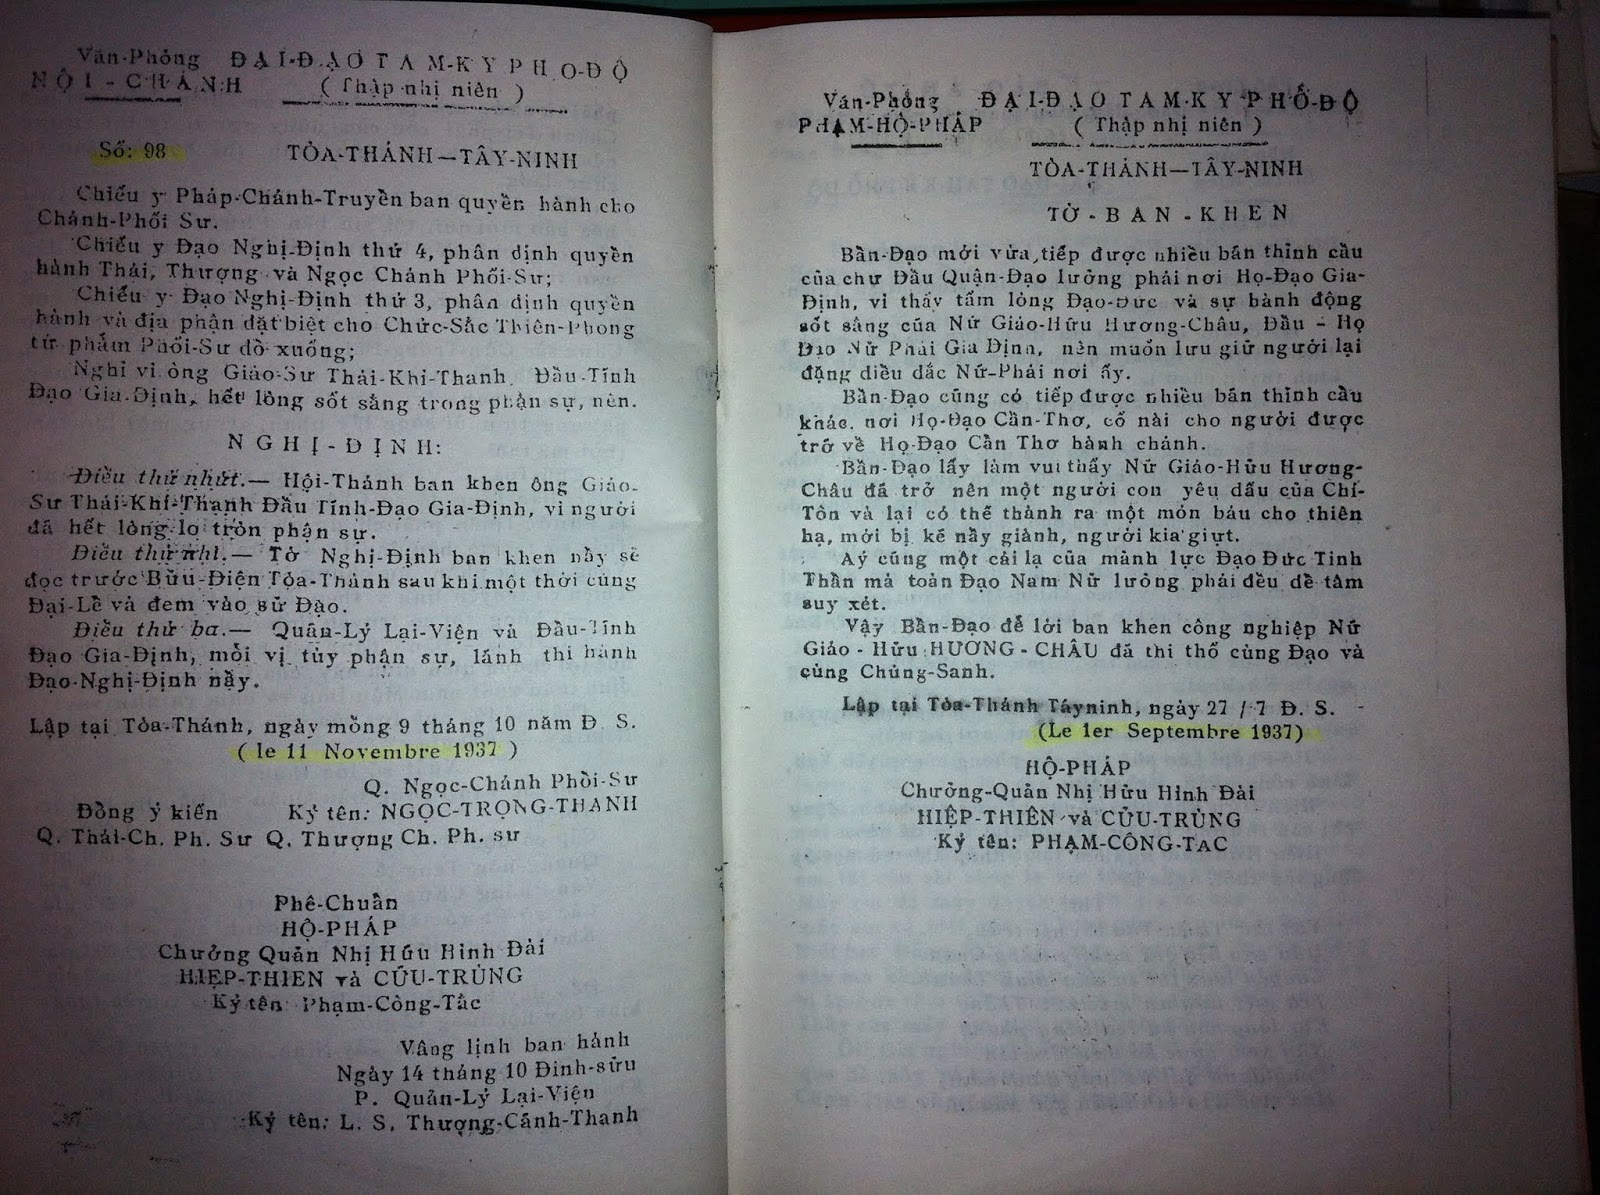 Văn-Phòng ĐẠI-ĐẠO TAM-KỲ PHỔ-ĐỘ
NỘI-CHÁNH ( Thập nhị niên )
Số: 98 TÒA-THÁNH—TÂY-NINH
Chiếu y Pháp-Chánh-Truyền ban quyền hành cho
Chánh-Phối Sư.
Chiếu y Đạo Nghị-Định thứ 4, phân định quyền
hành Thái, Thượng và Ngọc Chánh Phối-Sư;
Chiếu y Đạo Nghị-Định thứ 3, phân định quyền
hành và địa phận đặt biệt cho Chức-Sắc Thiên-Phong
từ phẩm Phối-Sư đổ xuống;
Nghỉ vì ông Giáo-Sư Thái-Khí-Thanh, Đầu-Tỉnh
Đạo Gia-Định, hết lòng sốt sắng trong phận sự, nên.
NGHỊ-ĐỊNH:
Điều thứ nhứt.— Hội-Thánh ban khen ông Giáo-
Sư Thái-Khí-Thanh Đầu Tỉnh-Đạo Gia-Định, vì người
đã hết lòng lo tròn phận sự.
Điều thứ nhì.— Tờ Nghị-Định ban khen nầy sẽ
đọc trước Bửu-Điện Tòa-Thánh sau khi một thời cúng
Đại-Lễ và đem vào sử Đạo.
Điều thứ ba.— Quản-Lý Lại-Viện và Đầu-Tỉnh
Đạo Gia-Định, mỗi vị tùy phận sự, lãnh thi hành
Đạo-Nghị-Định nầy.
Lập tại Tòa-Thánh, ngày mồng 9 tháng 10 năm Đ. S.
( le 11 Novembre 1937 )
Q. Ngọc-Chánh Phối-Sư
Đồng ý kiến Ký tên: NGỌC-TRỌNG-THANH
Q. Thái-Ch. Ph. Sư Q. Thượng Ch. Ph. sư
Phê-Chuẩn
HỘ-PHÁP
Chưởng Quản Nhị Hữu Hình Đài
HIỆP-THIÊN và CỬU-TRÙNG
Ký tên: Phạm-Công-Tắc
Vâng lịnh ban hành
Ngày 14 tháng 10 Đinh-sửu
P. Quản-Lý Lại-Viện
Ký tên: L. S. Thượng-Cảnh-Thanh
Văn-Phòng ĐẠI-ĐẠO TAM-KỲ-PHỔ-ĐỘ
PHẠM-HỘ-PHÁP ( Thập nhị niên )
TÒA-THÁNH—TÂY-NINH
TỜ-BAN-KHEN
Bần-Đạo mới vừa tiếp được nhiều bản thỉnh cầu
của chư Đầu Quận-Đạo lưỡng phái nơi Họ-Đạo Gia-
Định, vì thấy tấm lòng Đạo-Đức và sự hành động
sốt sắng của Nữ Giáo-Hữu Hương-Châu, Đầu - Họ
Đạo Nữ Phái Gia Định, nên muốn lưu giữ người lại
đặng điều dắc Nữ-Phái nơi ấy.
Bần-Đạo cũng có tiếp được nhiều bản thỉnh cầu
khác, nơi Họ-Đạo Cần-Thơ, cố nài cho người được
trở về Họ-Đạo Cần Thơ hành chánh.
Bần-Đạo lấy làm vui thấy Nữ Giáo-Hữu Hương-
Châu đã trở nên một người con yêu dấu của Chí-
Tôn và lại có thể thành ra một món báu cho thiên
hạ, mới bị kẻ nầy giành, người kia giựt.
Ấy cũng một cái lạ của mãnh lực Đạo Đức Tinh
Thần mà toàn Đạo Nam Nữ lưỡng phái đều để tâm
suy xét.
Vậy Bần-Đạo để lời ban khen công nghiệp Nữ
Giáo - Hữu HƯƠNG - CHÂU đã thi thố cùng Đạo và
cùng Chúng-Sanh.
Lập tại Tòa-Thánh Tâyninh, ngày 27 / 7 Đ. S.
(Le 1er Septembre 1937)
HỘ-PHÁP
Chưởng-Quản Nhị Hữu Hình Đài
HIỆP-THIÊN và CỬU-TRÙNG
Ký tên: PHẠM-CÔNG-TẮC